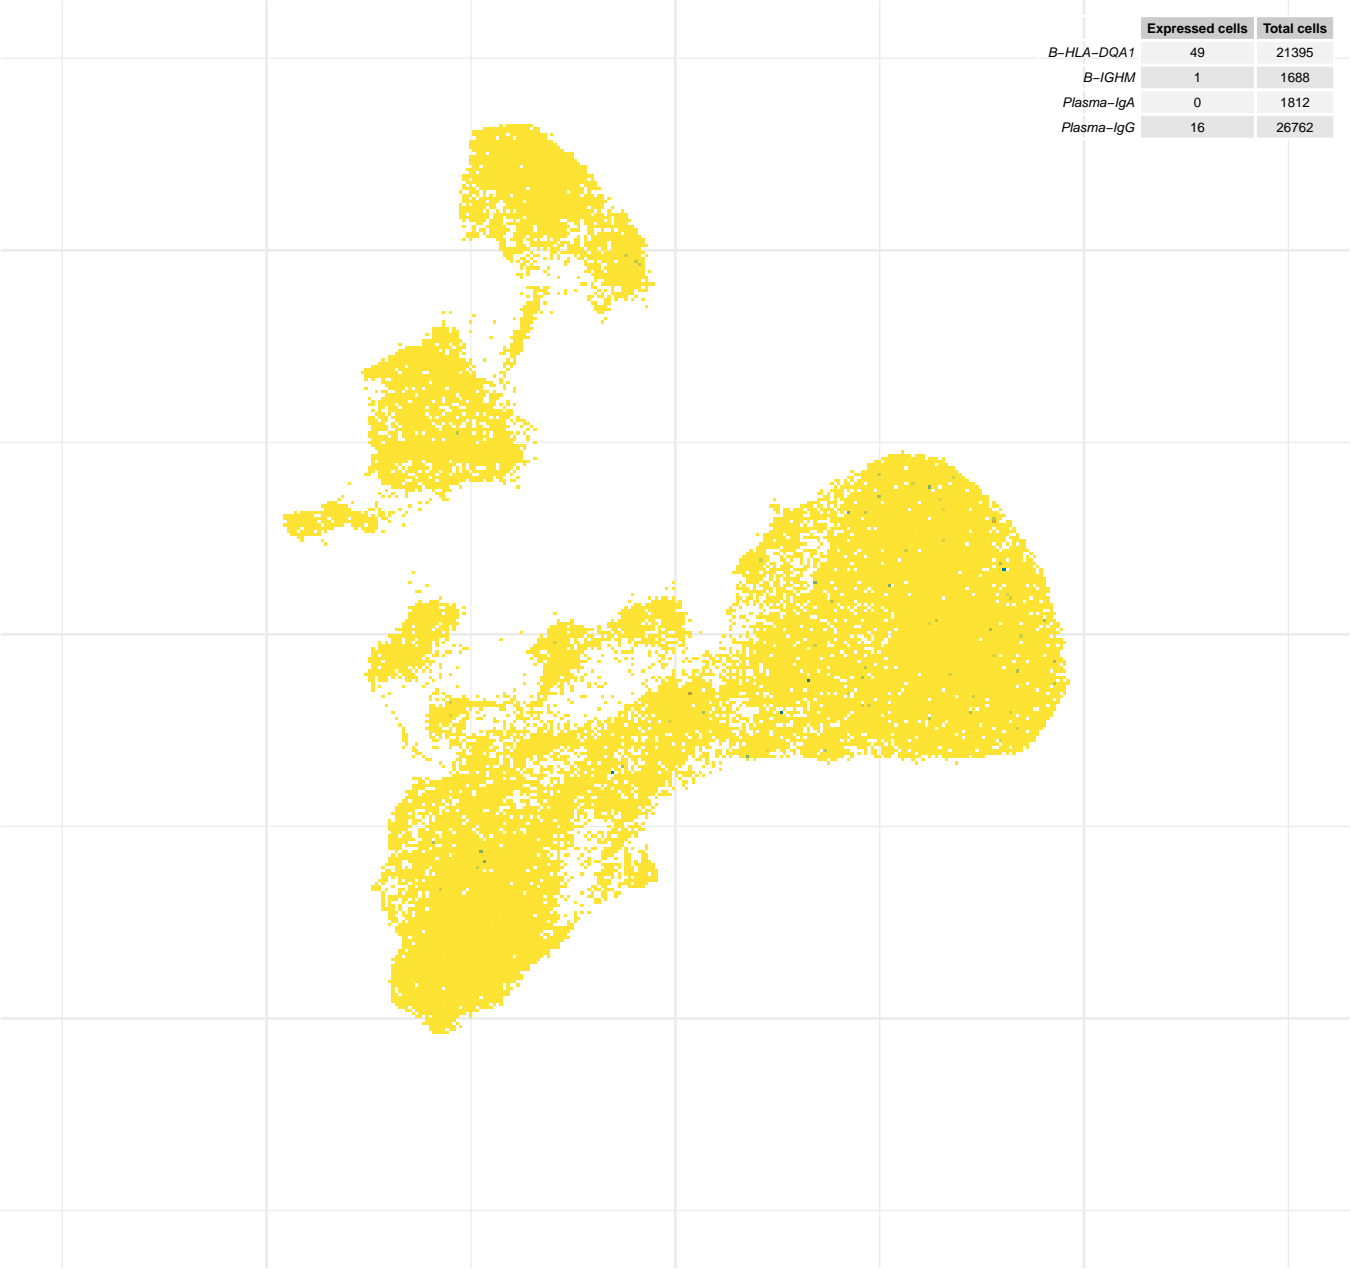 Expressed cells Total cells
B−HLA−DQA1 49 21395
B−IGHM 1 1688
Plasma−IgA 0 1812
Plasma−IgG 16 26762